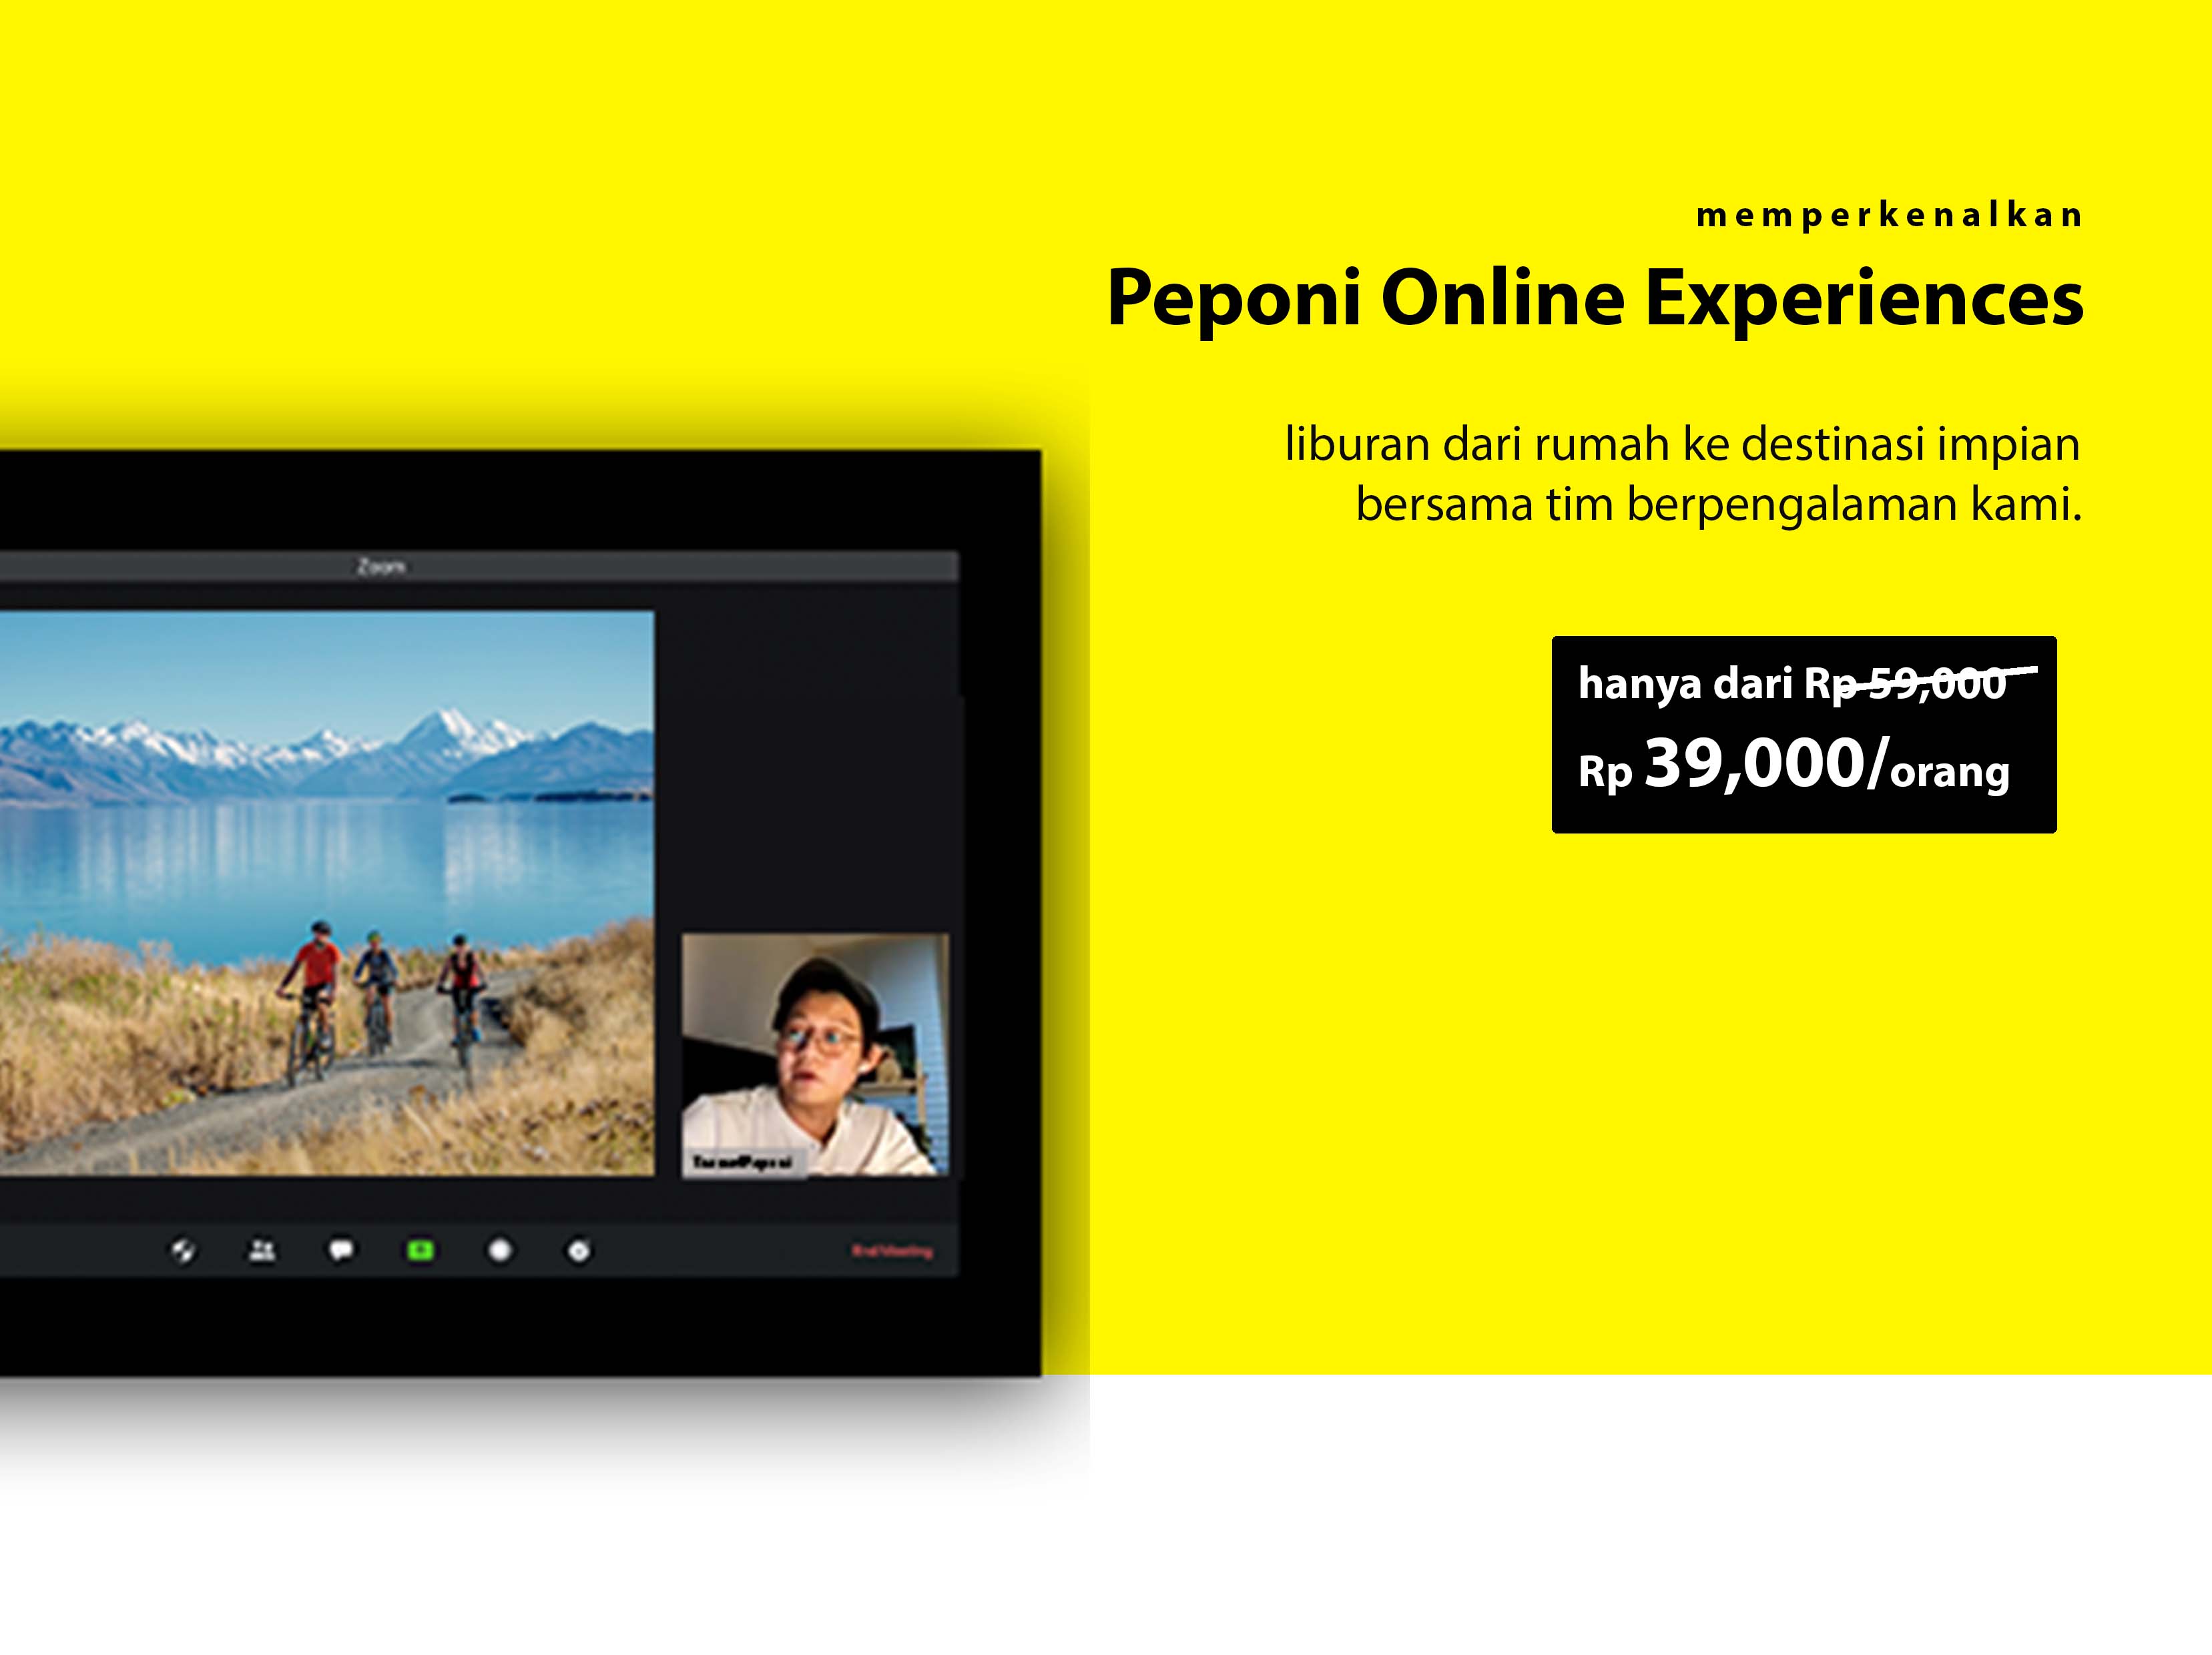 memperkenalkan
Peponi Online Experiences
liburan dari rumah ke destinasi impian
bersama tim berpengalaman kami.
hanya dari Rp 59,000
Rp 39,000/orang
Zoom
End Meeting